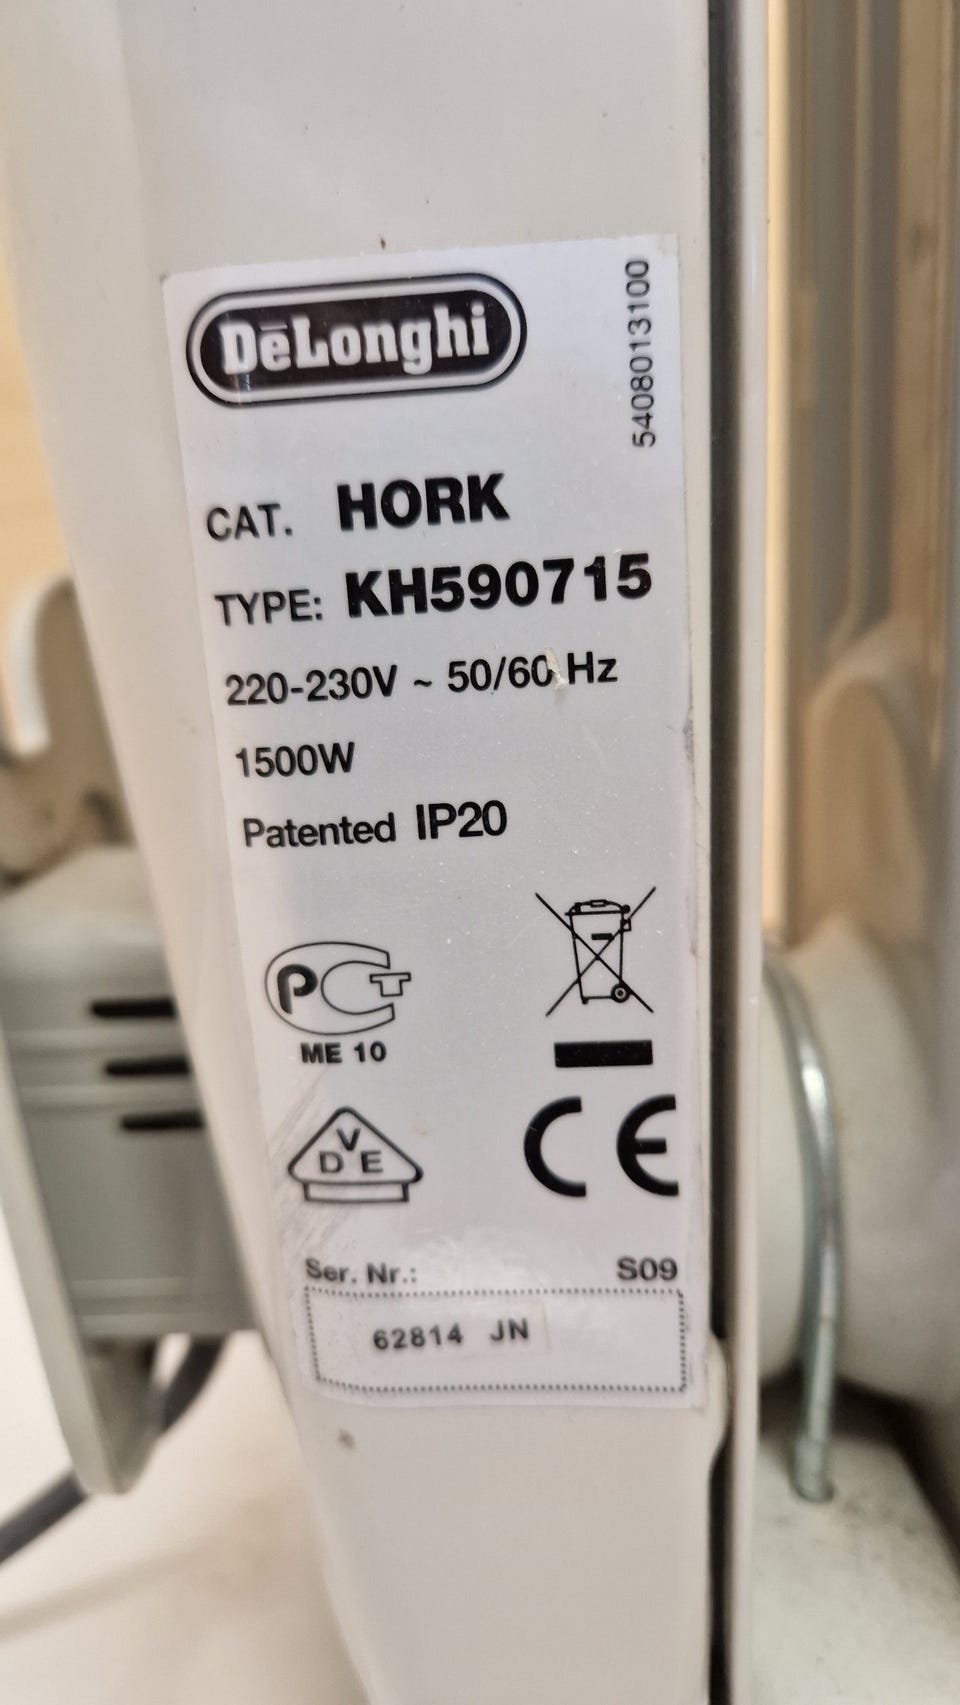 DeLonghi
5408013100
CAT. HORK
TYPE: KH590715
220-230V ~ 50/60 Hz
1500W
Patented IP20
PCT
ME 10
VDE
CE
Ser. Nr.: S09
62814 JN